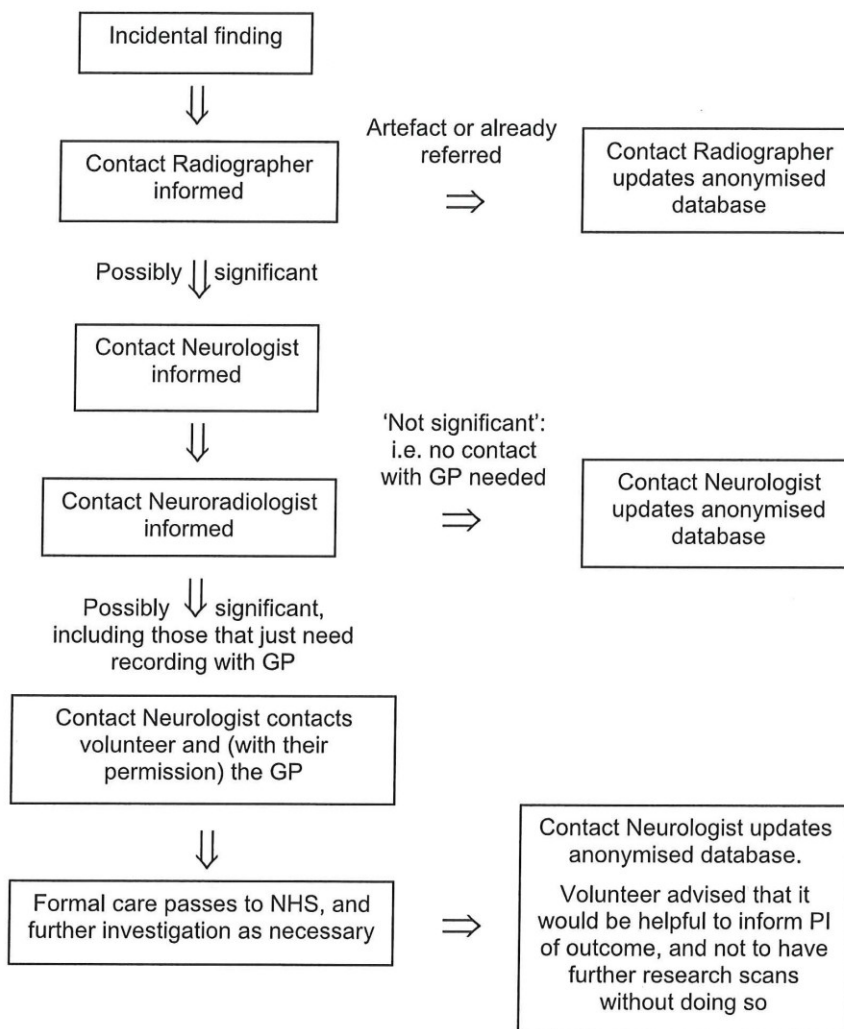 Incidental finding
Contact Radiographer
informed
Artefact or already
referred
Contact Radiographer
updates anonymised
database
Possibly significant
Contact Neurologist
informed
Contact Neuroradiologist
informed
'Not significant':
i.e. no contact
with GP needed
Contact Neurologist
updates anonymised
database
Possibly significant,
including those that just need
recording with GP
Contact Neurologist contacts
volunteer and (with their
permission) the GP
Formal care passes to NHS, and
further investigation as necessary
Contact Neurologist updates
anonymised database.
Volunteer advised that it
would be helpful to inform PI
of outcome, and not to have
further research scans
without doing so